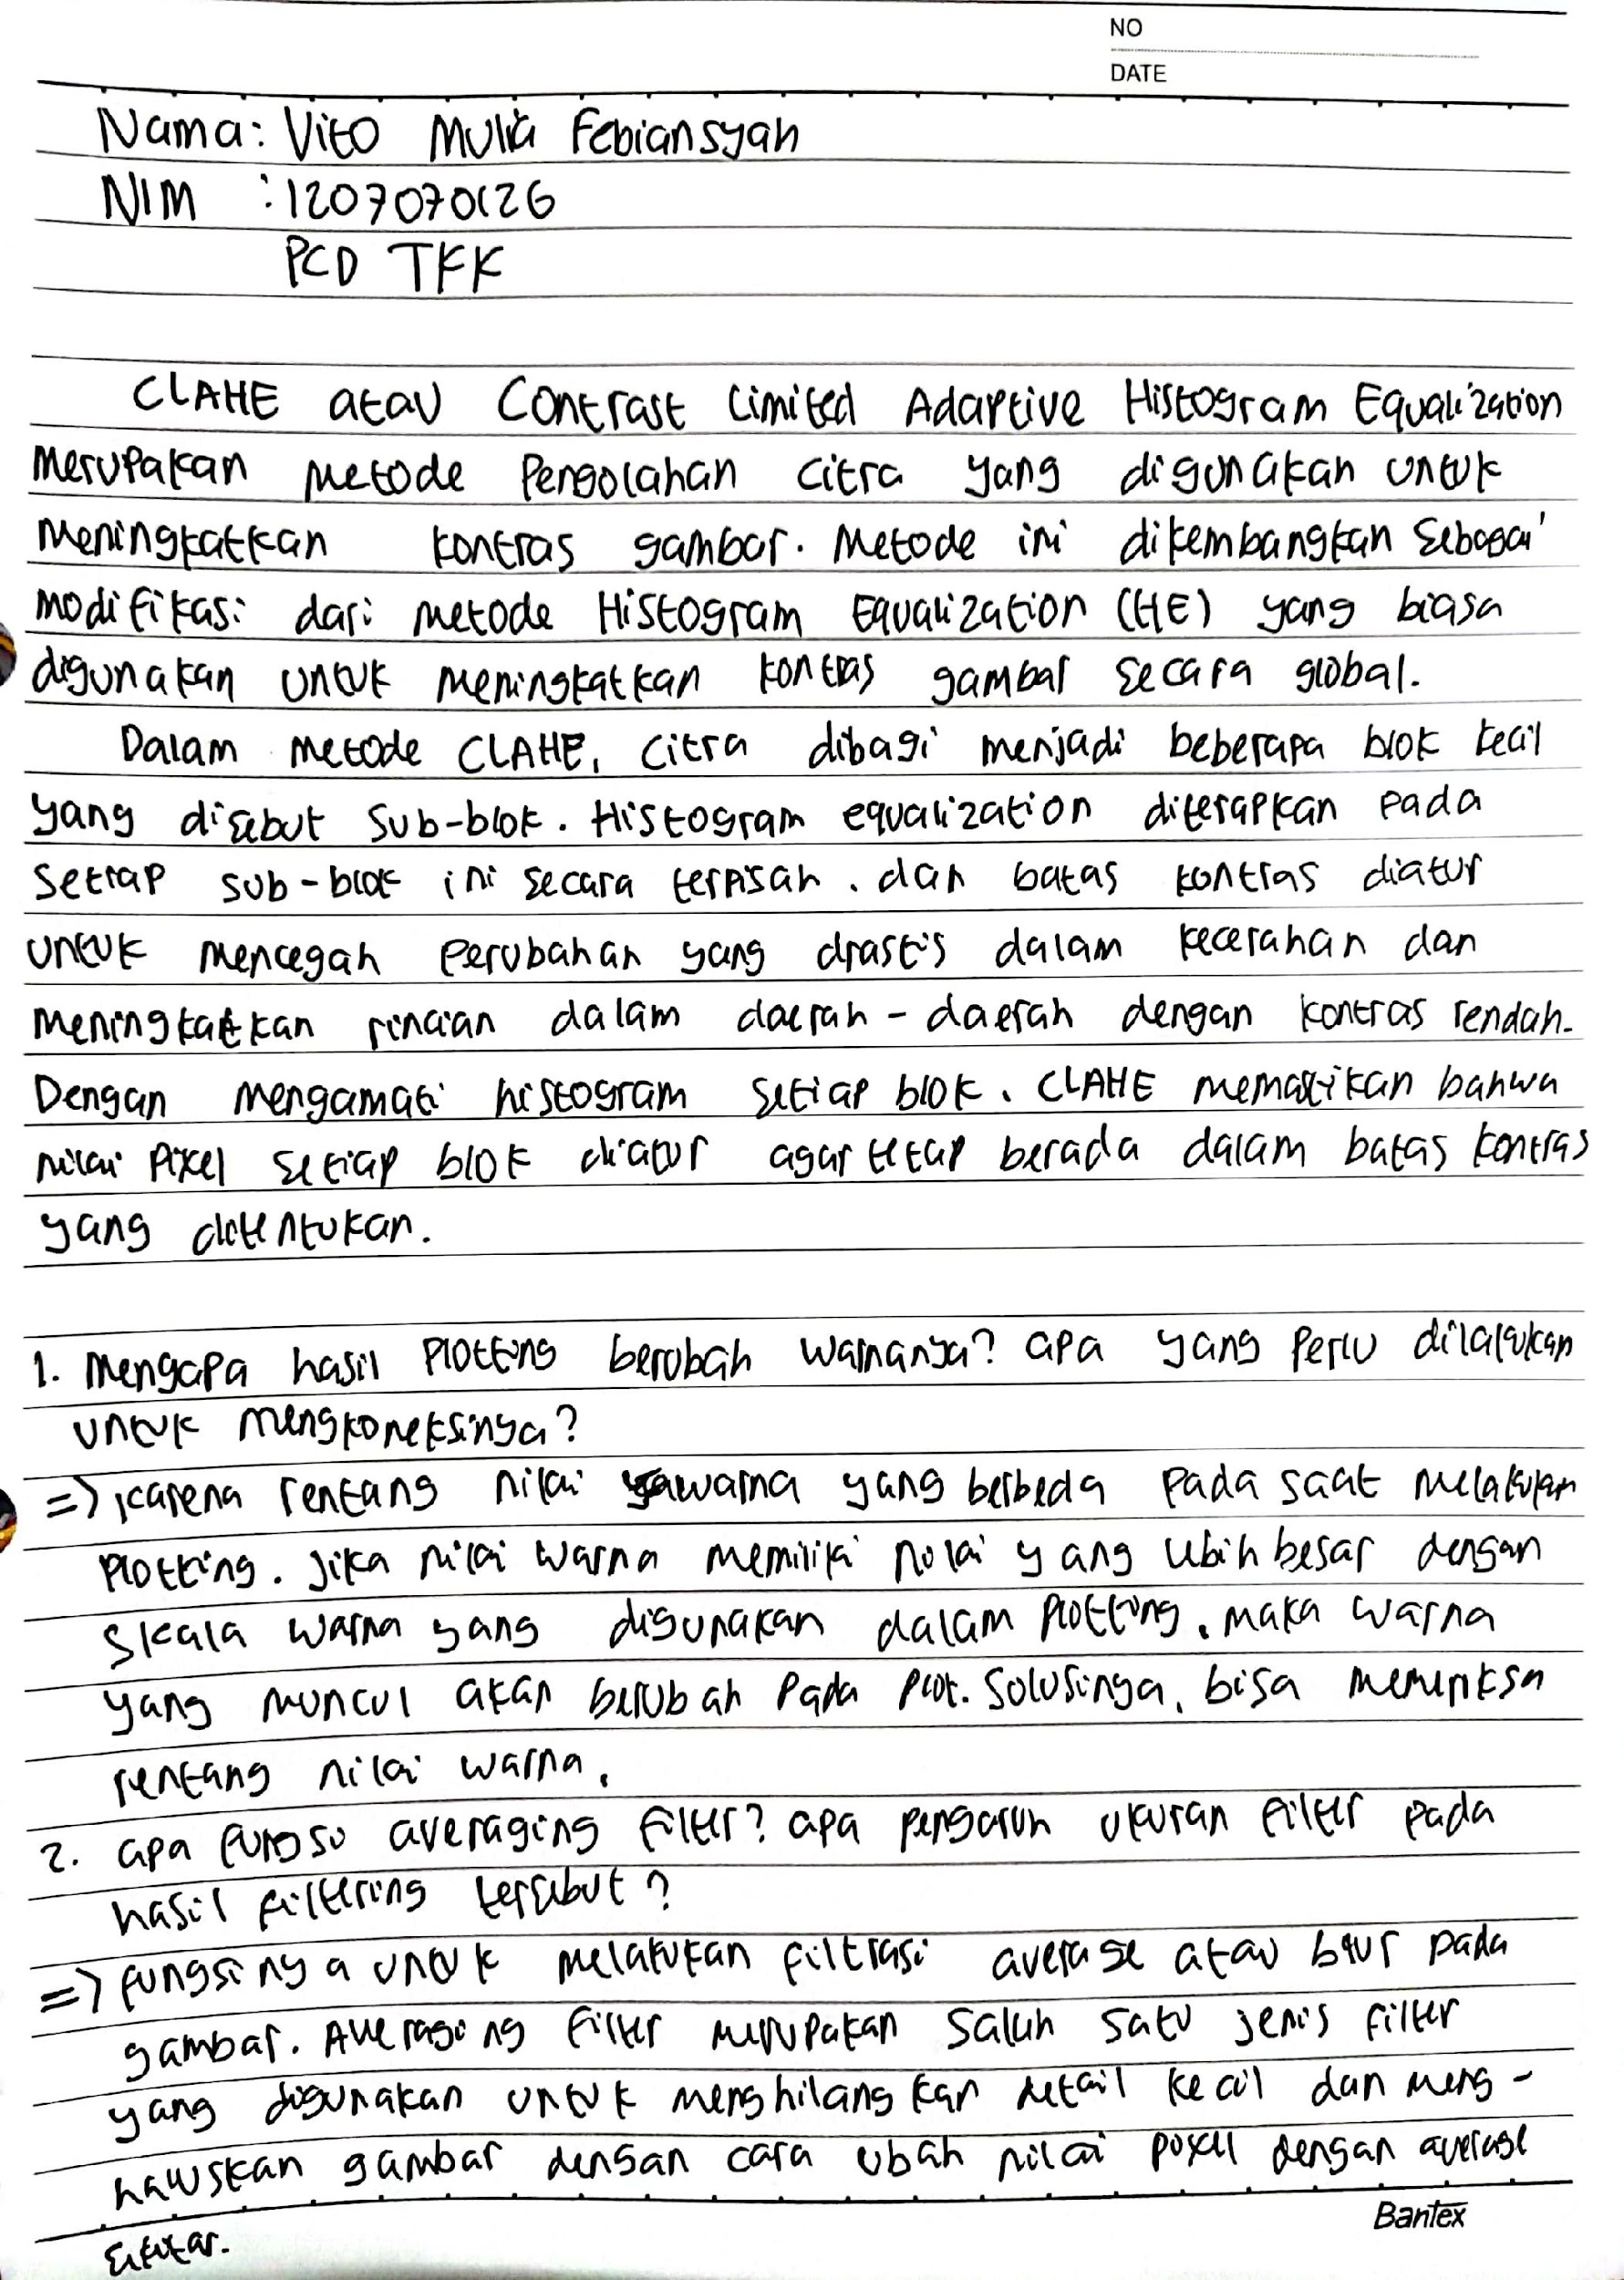 NO
DATE
Nama: Vito Mulia Febiansyah
NIM : 1207070126
PCD TKK
CLAHE atau Contrast Limited Adaptive Histogram Equalization
merupakan metode Pengolahan citra yang digunakan untuk
meningkatkan kontras gambar. Metode ini dikembangkan sebagai
modifikasi dari metode Histogram Equalization (HE) yang biasa
digunakan untuk meningkatkan kontras gambar secara global.
Dalam metode CLAHE, citra dibagi menjadi beberapa blok kecil
yang disebut sub-blok. Histogram equalization diterapkan pada
setiap sub-blok ini secara terpisah, dan batas kontras diatur
untuk mencegah perubahan yang drastis dalam kecerahan dan
meningkatkan rincian dalam daerah-daerah dengan kontras rendah.
Dengan mengamati histogram setiap blok, CLAHE memastikan bahwa
nilai pixel setiap blok diatur agar tetap berada dalam batas kontras
yang ditentukan.
1. Mengapa hasil Plotting berubah warnanya? apa yang perlu dilakukan
untuk mengkoreksinya?
=> karena rentang nilai warna yang berbeda pada saat melakukan
plotting. Jika nilai warna memiliki nilai yang lebih besar dengan
skala warna yang digunakan dalam plotting, maka warna
yang muncul akan berubah pada plot. Solusinya, bisa memeriksa
rentang nilai warna.
2. apa fungsi averaging filter? apa pengaruh ukuran filter pada
hasil filtering tersebut?
=> fungsinya untuk melakukan filtrasi average atau blur pada
gambar. Averaging filter merupakan salah satu jenis filter
yang digunakan untuk menghilangkan detail kecil dan meng-
hauskan gambar dengan cara ubah nilai pixel dengan average
sekitar.
Bantex